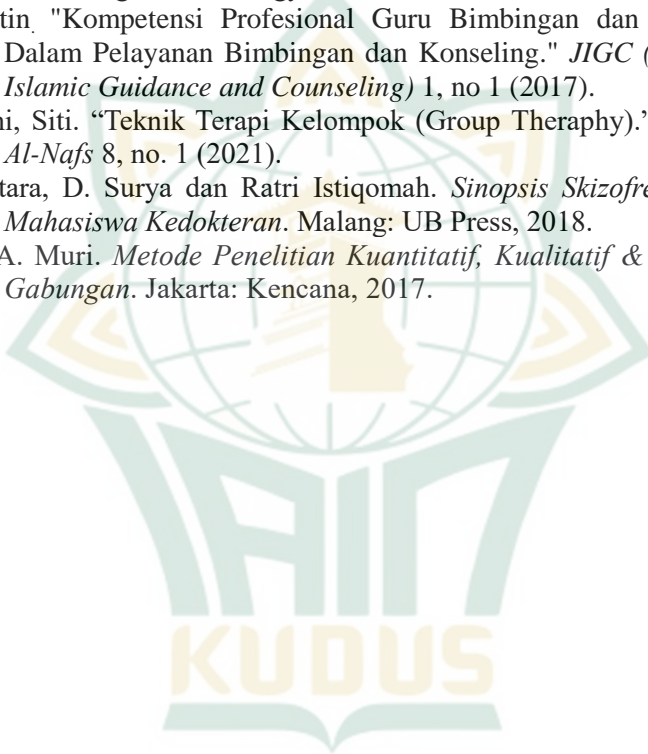 tin. "Kompetensi Profesional Guru Bimbingan dan
Dalam Pelayanan Bimbingan dan Konseling." JIGC (
Islamic Guidance and Counseling) 1, no 1 (2017).
ni, Siti. “Teknik Terapi Kelompok (Group Theraphy).”
Al-Nafs 8, no. 1 (2021).
tara, D. Surya dan Ratri Istiqomah. Sinopsis Skizofre
Mahasiswa Kedokteran. Malang: UB Press, 2018.
A. Muri. Metode Penelitian Kuantitatif, Kualitatif &
Gabungan. Jakarta: Kencana, 2017.
IAIN
KUDUS